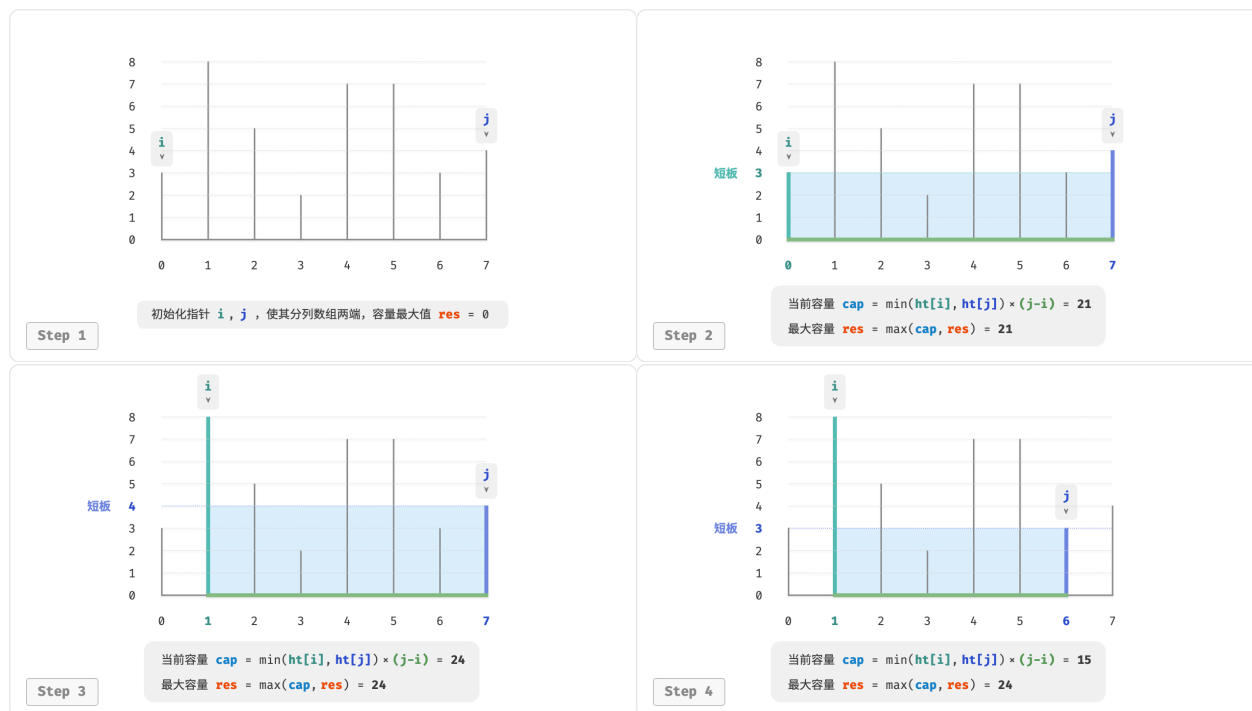 8
7
6
5
4
3
2
1
0
i
j
0 1 2 3 4 5 6 7
初始化指针 i , j ，使其分列数组两端，容量最大值 res = 0
Step 1
8
7
6
5
4
短板 3
2
1
0
i
j
0 1 2 3 4 5 6 7
当前容量 cap = min(ht[i], ht[j]) × (j-i) = 21
最大容量 res = max(cap, res) = 21
Step 2
i
8
7
6
5
短板 4
3
2
1
0
j
0 1 2 3 4 5 6 7
当前容量 cap = min(ht[i], ht[j]) × (j-i) = 24
最大容量 res = max(cap, res) = 24
Step 3
i
8
7
6
5
4
短板 3
2
1
0
j
0 1 2 3 4 5 6 7
当前容量 cap = min(ht[i], ht[j]) × (j-i) = 15
最大容量 res = max(cap, res) = 24
Step 4